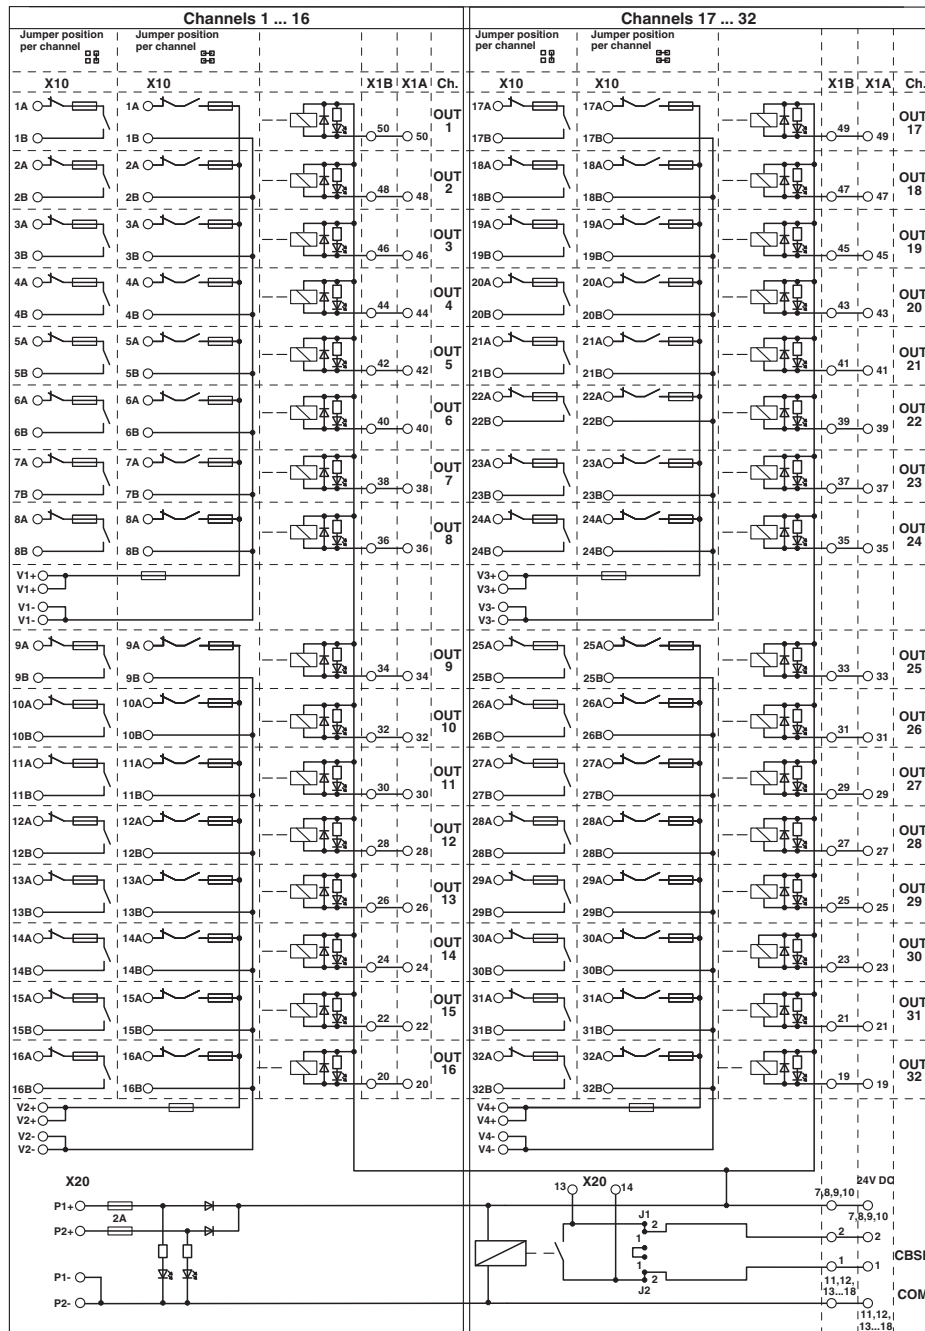 Channels 1 ... 16
Channels 17 ... 32
Jumper position per channel
Jumper position per channel
Jumper position per channel
Jumper position per channel
X10 X10 X1B X1A Ch. X10 X10 X1B X1A Ch.
1A 1A OUT 1 17A 17A OUT 17
1B 1B 50 50 17B 17B 49 49
2A 2A OUT 2 18A 18A OUT 18
2B 2B 48 48 18B 18B 47 47
3A 3A OUT 3 19A 19A OUT 19
3B 3B 46 46 19B 19B 45 45
4A 4A OUT 4 20A 20A OUT 20
4B 4B 44 44 20B 20B 43 43
5A 5A OUT 5 21A 21A OUT 21
5B 5B 42 42 21B 21B 41 41
6A 6A OUT 6 22A 22A OUT 22
6B 6B 40 40 22B 22B 39 39
7A 7A OUT 7 23A 23A OUT 23
7B 7B 38 38 23B 23B 37 37
8A 8A OUT 8 24A 24A OUT 24
8B 8B 36 36 24B 24B 35 35
V1+ V3+
V1+ V3+
V1- V3-
V1- V3-
9A 9A OUT 9 25A 25A OUT 25
9B 9B 34 34 25B 25B 33 33
10A 10A OUT 10 26A 26A OUT 26
10B 10B 32 32 26B 26B 31 31
11A 11A OUT 11 27A 27A OUT 27
11B 11B 30 30 27B 27B 29 29
12A 12A OUT 12 28A 28A OUT 28
12B 12B 28 28 28B 28B 27 27
13A 13A OUT 13 29A 29A OUT 29
13B 13B 26 26 29B 29B 25 25
14A 14A OUT 14 30A 30A OUT 30
14B 14B 24 24 30B 30B 23 23
15A 15A OUT 15 31A 31A OUT 31
15B 15B 22 22 31B 31B 21 21
16A 16A OUT 16 32A 32A OUT 32
16B 16B 20 20 32B 32B 19 19
V2+ V4+
V2+ V4+
V2- V4-
V2- V4-
X20 X20 24V DC
13 14 7,8,9,10
P1+ 7,8,9,10
2A J1
P2+ 2 2 2
1
1 1 1
P1- J2 2
11,12,
13...18
P2- COM
11,12,
13...18